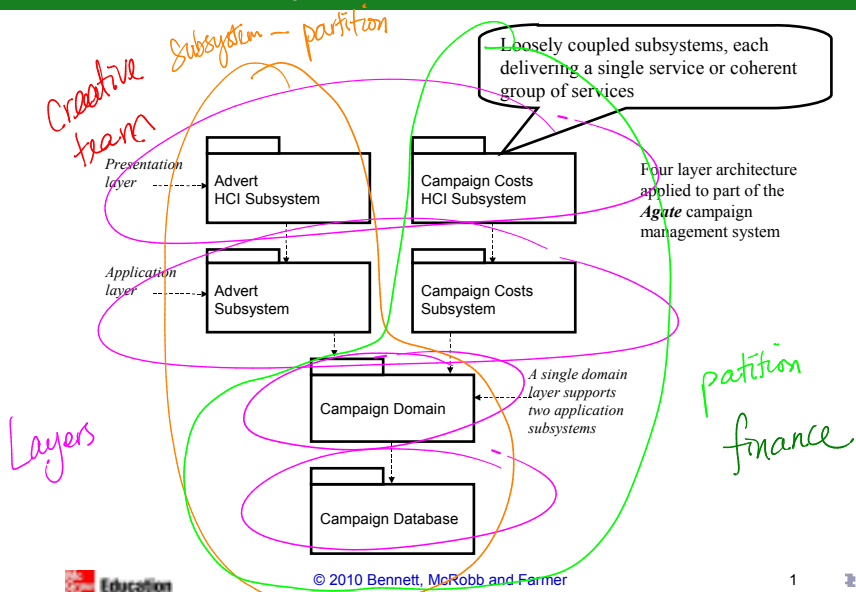 Subsystem – partition
Creative
team
Loosely coupled subsystems, each
delivering a single service or coherent
group of services
Presentation
layer
Advert
HCI Subsystem
Campaign Costs
HCI Subsystem
Four layer architecture
applied to part of the
Agate campaign
management system
Application
layer
Advert
Subsystem
Campaign Costs
Subsystem
Campaign Domain
A single domain
layer supports
two application
subsystems
patition
finance
Layers
Campaign Database
Education
© 2010 Bennett, McRobb and Farmer
1